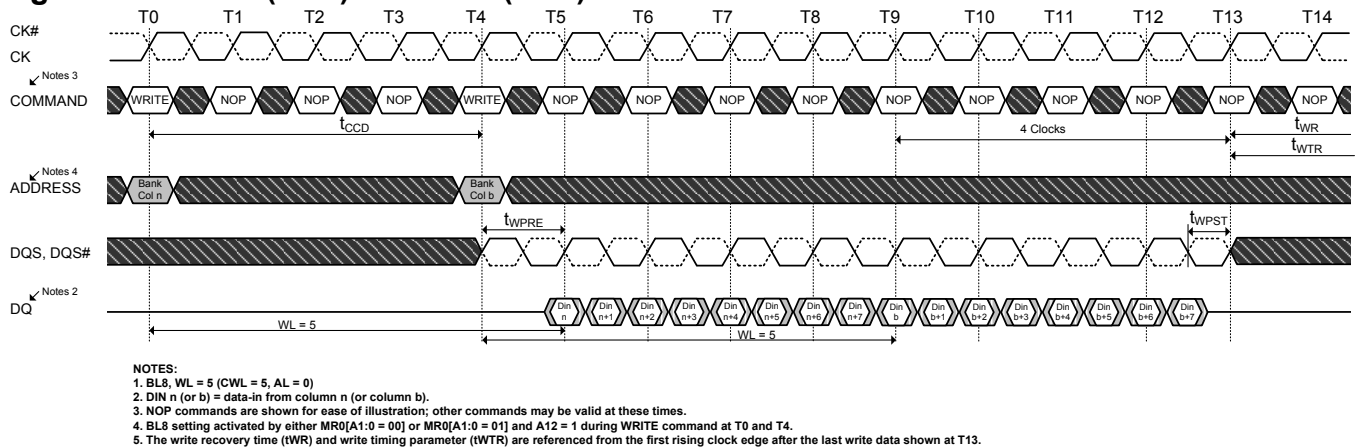 T0 T1 T2 T3 T4 T5 T6 T7 T8 T9 T10 T11 T12 T13 T14
CK#
CK
Notes 3
COMMAND WRITE NOP NOP NOP WRITE NOP NOP NOP NOP NOP NOP NOP NOP NOP NOP
tCCD 4 Clocks tWR
tWTR
Notes 4
ADDRESS Bank Col n Bank Col b
tWPRE tWPST
DQS, DQS#
Notes 2
DQ Din n Din n+1 Din n+2 Din n+3 Din n+4 Din n+5 Din n+6 Din n+7 Din b Din b+1 Din b+2 Din b+3 Din b+4 Din b+5 Din b+6 Din b+7
WL = 5 WL = 5
NOTES:
1. BL8, WL = 5 (CWL = 5, AL = 0)
2. DIN n (or b) = data-in from column n (or column b).
3. NOP commands are shown for ease of illustration; other commands may be valid at these times.
4. BL8 setting activated by either MR0[A1:0 = 00] or MR0[A1:0 = 01] and A12 = 1 during WRITE command at T0 and T4.
5. The write recovery time (tWR) and write timing parameter (tWTR) are referenced from the first rising clock edge after the last write data shown at T13.